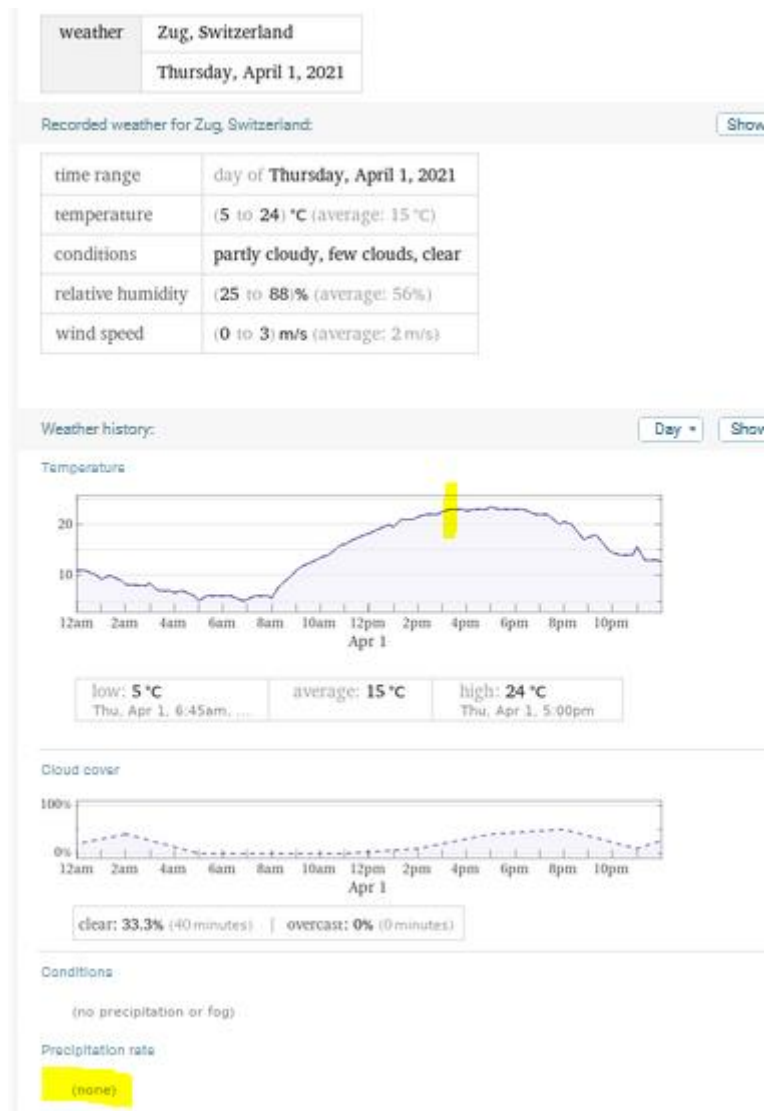 weather Zug, Switzerland
Thursday, April 1, 2021
Recorded weather for Zug, Switzerland:
Show
time range day of Thursday, April 1, 2021
temperature (5 to 24) °C (average: 15 °C)
conditions partly cloudy, few clouds, clear
relative humidity (25 to 88)% (average: 56%)
wind speed (0 to 3) m/s (average: 2 m/s)
Weather history:
Day Show
Temperature
20
10
12am 2am 4am 6am 8am 10am 12pm 2pm 4pm 6pm 8pm 10pm
Apr 1
low: 5 °C average: 15 °C high: 24 °C
Thu, Apr 1, 6:45am, ... Thu, Apr 1, 5:00pm
Cloud cover
100%
0%
12am 2am 4am 6am 8am 10am 12pm 2pm 4pm 6pm 8pm 10pm
Apr 1
clear: 33.3% (40 minutes) | overcast: 0% (0 minutes)
Conditions
(no precipitation or fog)
Precipitation rate
(none)